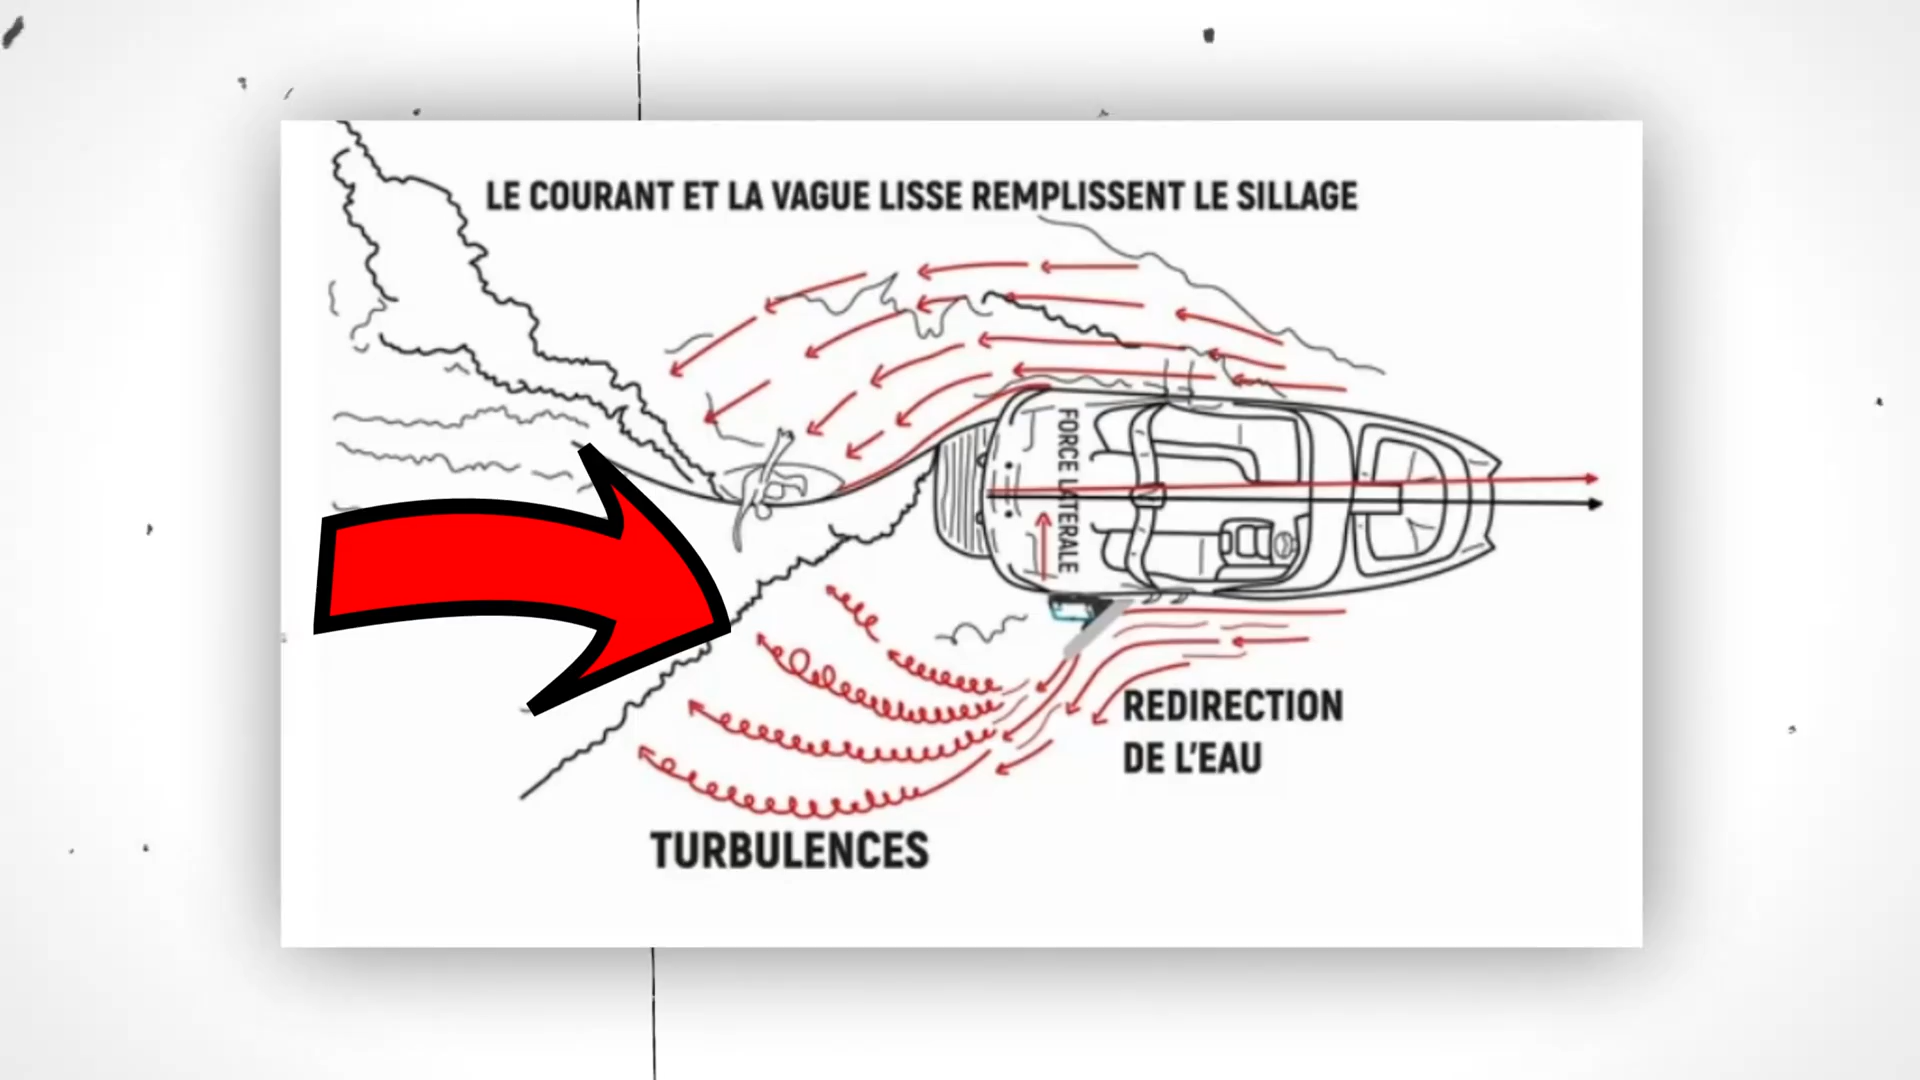 LE COURANT ET LA VAGUE LISSE REMPLISSENT LE SILLAGE
FORCE LATERALE
REDIRECTION
DE L'EAU
TURBULENCES